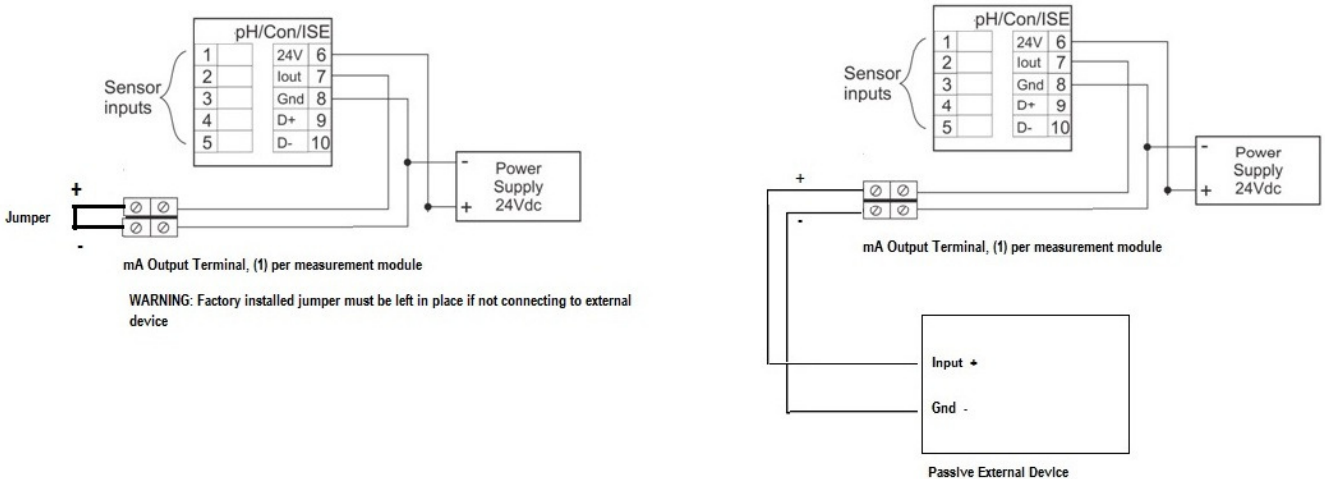 pH/Con/ISE
1 24V 6
2 Iout 7
3 Gnd 8
4 D+ 9
5 D- 10
Sensor
inputs
-
Power
Supply
+ 24Vdc
+
Jumper
-
mA Output Terminal, (1) per measurement module
WARNING: Factory installed jumper must be left in place if not connecting to external
device
pH/Con/ISE
1 24V 6
2 Iout 7
3 Gnd 8
4 D+ 9
5 D- 10
Sensor
inputs
-
Power
Supply
+ 24Vdc
+
-
mA Output Terminal, (1) per measurement module
Input +
Gnd -
Passive External Device